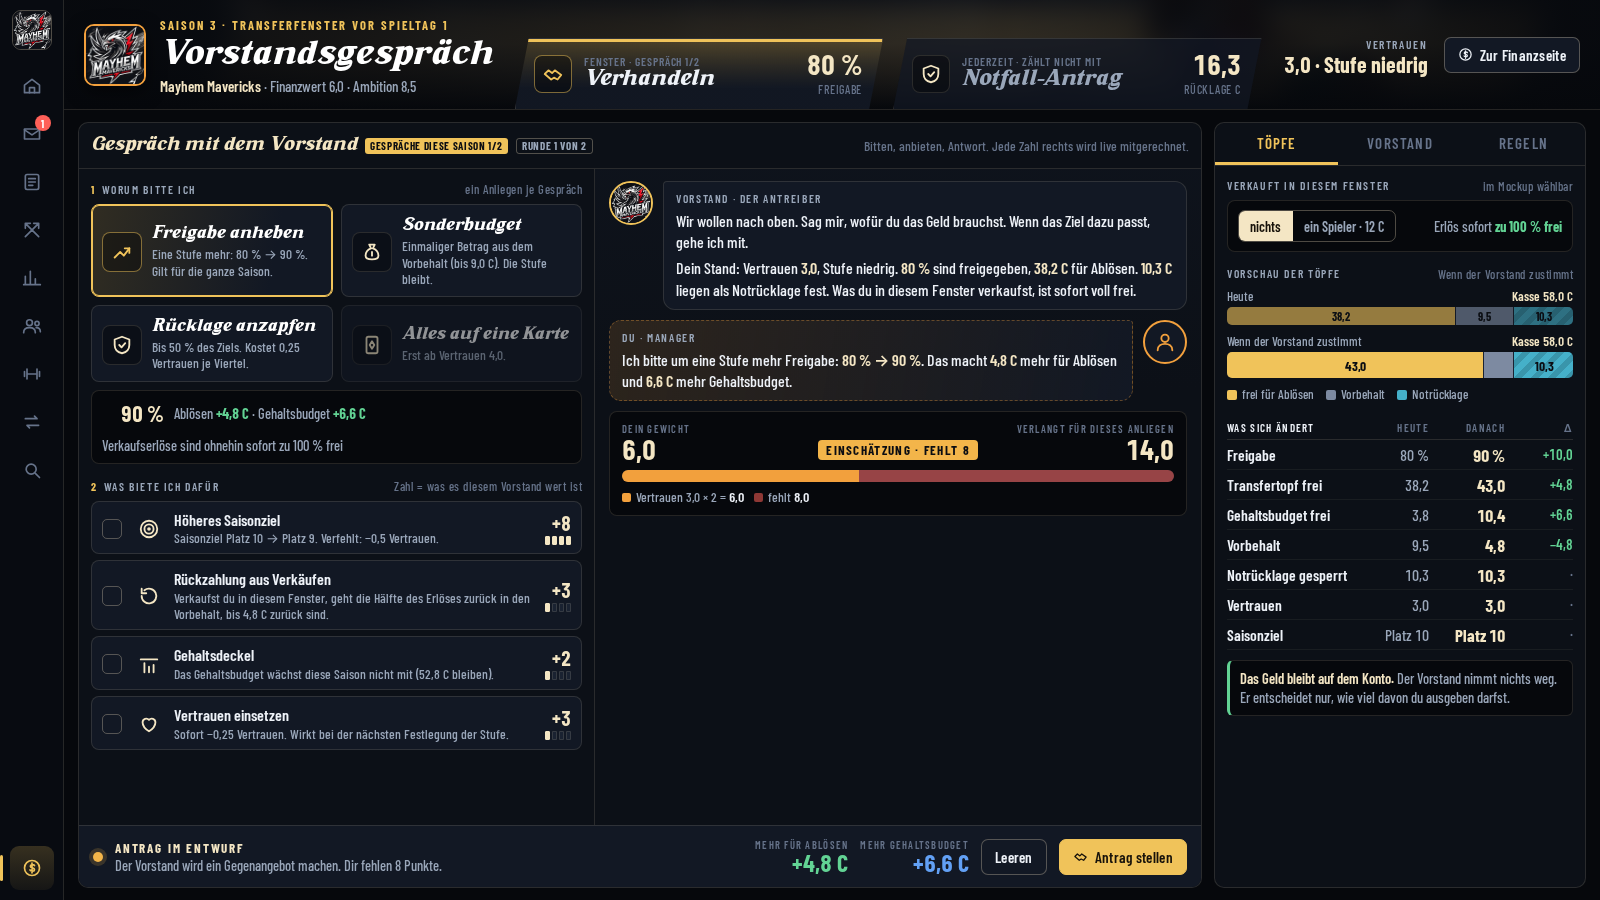 SAISON 3 · TRANSFERFENSTER VOR SPIELTAG 1
Vorstandsgespräch
Mayhem Mavericks · Finanzwert 6,0 · Ambition 8,5
FENSTER · GESPRÄCH 1/2
Verhandeln
80 %
FREIGABE
JEDERZEIT · ZÄHLT NICHT MIT
Notfall-Antrag
16,3
RÜCKLAGE C
VERTRAUEN
3,0 · Stufe niedrig
Zur Finanzseite
1
Gespräch mit dem Vorstand
GESPRÄCHE DIESE SAISON 1/2
RUNDE 1 VON 2
Bitten, anbieten, Antwort. Jede Zahl rechts wird live mitgerechnet.
1 WORUM BITTE ICH
ein Anliegen je Gespräch
Freigabe anheben
Eine Stufe mehr: 80 % → 90 %.
Gilt für die ganze Saison.
Sonderbudget
Einmaliger Betrag aus dem
Vorbehalt (bis 9,0 C). Die Stufe
bleibt.
Rücklage anzapfen
Bis 50 % des Ziels. Kostet 0,25
Vertrauen je Viertel.
Alles auf eine Karte
Erst ab Vertrauen 4,0.
90 % Ablösen +4,8 C · Gehaltsbudget +6,6 C
Verkaufserlöse sind ohnehin sofort zu 100 % frei
2 WAS BIETE ICH DAFÜR
Zahl = was es diesem Vorstand wert ist
Höheres Saisonziel
Saisonziel Platz 10 → Platz 9. Verfehlt: −0,5 Vertrauen.
+8
Rückzahlung aus Verkäufen
Verkaufst du in diesem Fenster, geht die Hälfte des Erlöses zurück in den
Vorbehalt, bis 4,8 C zurück sind.
+3
Gehaltsdeckel
Das Gehaltsbudget wächst diese Saison nicht mit (52,8 C bleiben).
+2
Vertrauen einsetzen
Sofort −0,25 Vertrauen. Wirkt bei der nächsten Festlegung der Stufe.
+3
VORSTAND · DER ANTREIBER
Wir wollen nach oben. Sag mir, wofür du das Geld brauchst. Wenn das Ziel dazu passt,
gehe ich mit.
Dein Stand: Vertrauen 3,0, Stufe niedrig. 80 % sind freigegeben, 38,2 C für Ablösen. 10,3 C
liegen als Notrücklage fest. Was du in diesem Fenster verkaufst, ist sofort voll frei.
DU · MANAGER
Ich bitte um eine Stufe mehr Freigabe: 80 % → 90 %. Das macht 4,8 C mehr für Ablösen
und 6,6 C mehr Gehaltsbudget.
DEIN GEWICHT
6,0
EINSCHÄTZUNG · FEHLT 8
VERLANGT FÜR DIESES ANLIEGEN
14,0
Vertrauen 3,0 × 2 = 6,0
fehlt 8,0
ANTRAG IM ENTWURF
Der Vorstand wird ein Gegenangebot machen. Dir fehlen 8 Punkte.
MEHR FÜR ABLÖSEN
+4,8 C
MEHR GEHALTSBUDGET
+6,6 C
Leeren
Antrag stellen
TÖPFE
VORSTAND
REGELN
VERKAUFT IN DIESEM FENSTER
im Mockup wählbar
nichts
ein Spieler · 12 C
Erlös sofort zu 100 % frei
VORSCHAU DER TÖPFE
Wenn der Vorstand zustimmt
Heute
Kasse 58,0 C
38,2 9,5 10,3
Wenn der Vorstand zustimmt
Kasse 58,0 C
43,0 10,3
frei für Ablösen
Vorbehalt
Notrücklage
WAS SICH ÄNDERT HEUTE DANACH Δ
Freigabe 80 % 90 % +10,0
Transfertopf frei 38,2 43,0 +4,8
Gehaltsbudget frei 3,8 10,4 +6,6
Vorbehalt 9,5 4,8 −4,8
Notrücklage gesperrt 10,3 10,3 ·
Vertrauen 3,0 3,0 ·
Saisonziel Platz 10 Platz 10 ·
Das Geld bleibt auf dem Konto. Der Vorstand nimmt nichts weg.
Er entscheidet nur, wie viel davon du ausgeben darfst.